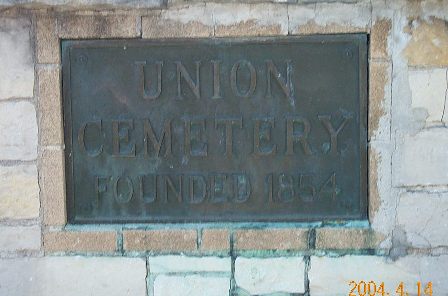 UNION
CEMETERY
FOUNDED 1854
2004. 4. 14